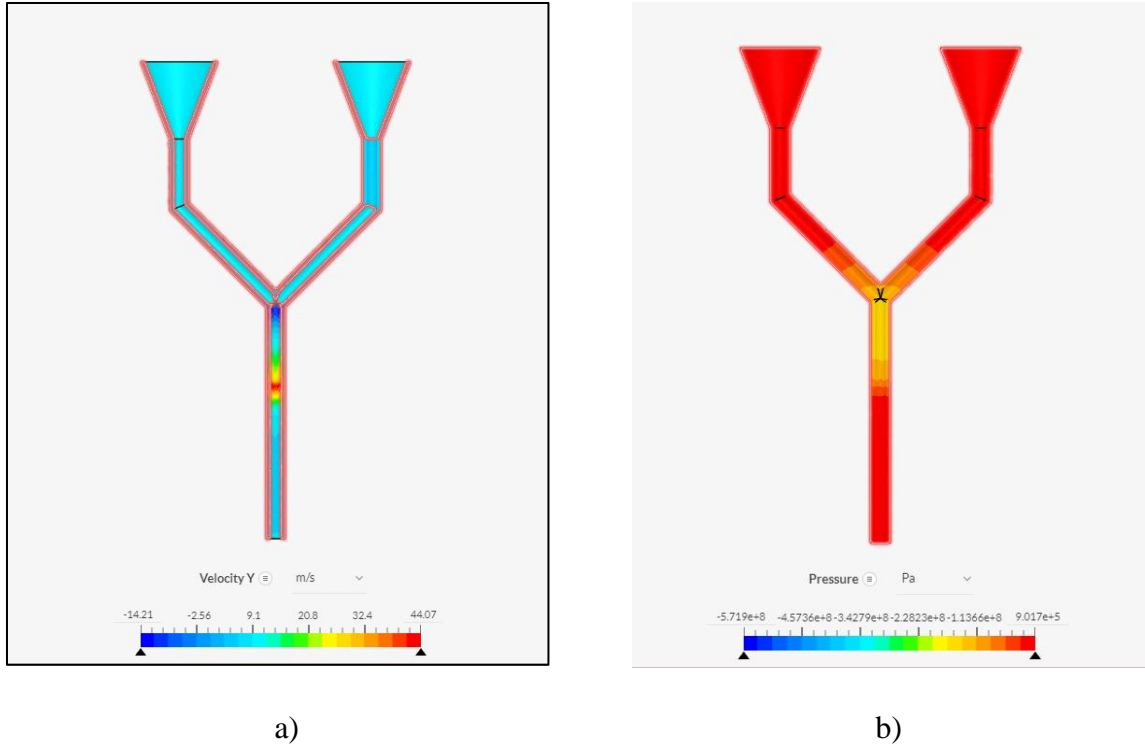 Velocity Y m/s
-14.21 -2.56 9.1 20.8 32.4 44.07
Pressure Pa
-5.719e+8 -4.5736e+8 -3.4279e+8 -2.2823e+8 -1.1366e+8 9.017e+5
a) b)